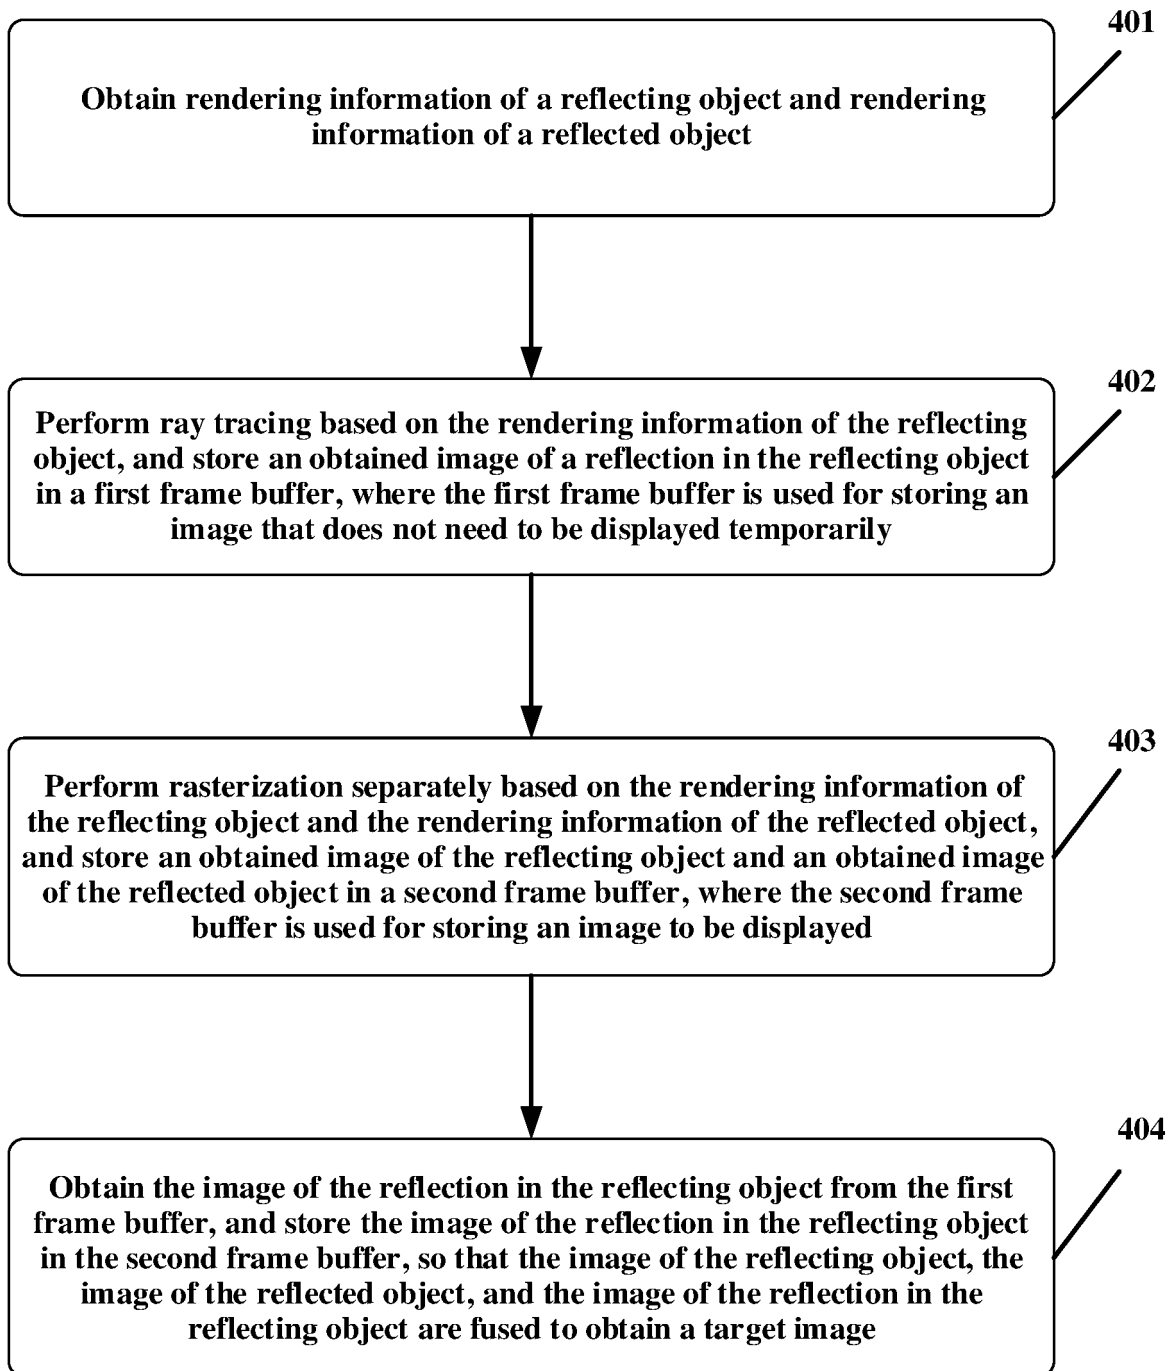 401
Obtain rendering information of a reflecting object and rendering
information of a reflected object
402
Perform ray tracing based on the rendering information of the reflecting
object, and store an obtained image of a reflection in the reflecting object
in a first frame buffer, where the first frame buffer is used for storing an
image that does not need to be displayed temporarily
403
Perform rasterization separately based on the rendering information of
the reflecting object and the rendering information of the reflected object,
and store an obtained image of the reflecting object and an obtained image
of the reflected object in a second frame buffer, where the second frame
buffer is used for storing an image to be displayed
404
Obtain the image of the reflection in the reflecting object from the first
frame buffer, and store the image of the reflection in the reflecting object
in the second frame buffer, so that the image of the reflecting object, the
image of the reflected object, and the image of the reflection in the
reflecting object are fused to obtain a target image